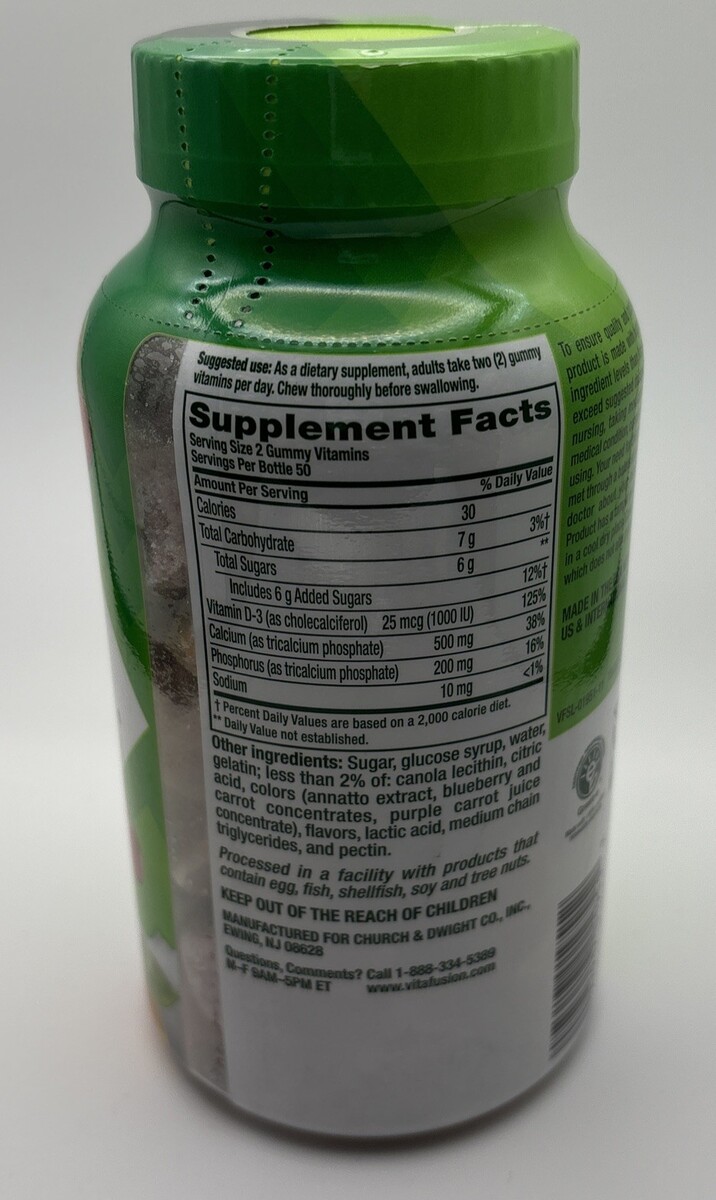 Suggested use: As a dietary supplement, adults take two (2) gummy
vitamins per day. Chew thoroughly before swallowing.
Supplement Facts
Serving Size 2 Gummy Vitamins
Servings Per Bottle 50
Amount Per Serving % Daily Value
Calories 30
Total Carbohydrate 7 g 3%†
Total Sugars 6 g **
Includes 6 g Added Sugars 12%†
Vitamin D-3 (as cholecalciferol) 25 mcg (1000 IU) 125%
Calcium (as tricalcium phosphate) 500 mg 38%
Phosphorus (as tricalcium phosphate) 200 mg 16%
Sodium 10 mg <1%
† Percent Daily Values are based on a 2,000 calorie diet.
** Daily Value not established.
Other ingredients: Sugar, glucose syrup, water,
gelatin; less than 2% of: canola lecithin, citric
acid, colors (annatto extract, blueberry and
carrot concentrates, purple carrot juice
concentrate), flavors, lactic acid, medium chain
triglycerides, and pectin.
Processed in a facility with products that
contain egg, fish, shellfish, soy and tree nuts.
KEEP OUT OF THE REACH OF CHILDREN
MANUFACTURED FOR CHURCH & DWIGHT CO., INC.,
EWING, NJ 08628
Questions, Comments? Call 1-888-334-5389
M-F 9AM-5PM ET www.vitafusion.com
To ensure quality
product is made
ingredient levels
exceed suggested
nursing, taking
medical condition,
using. Your
met through a
doctor about
Product has a
in a cool dry
which does not
MADE IN THE
US &